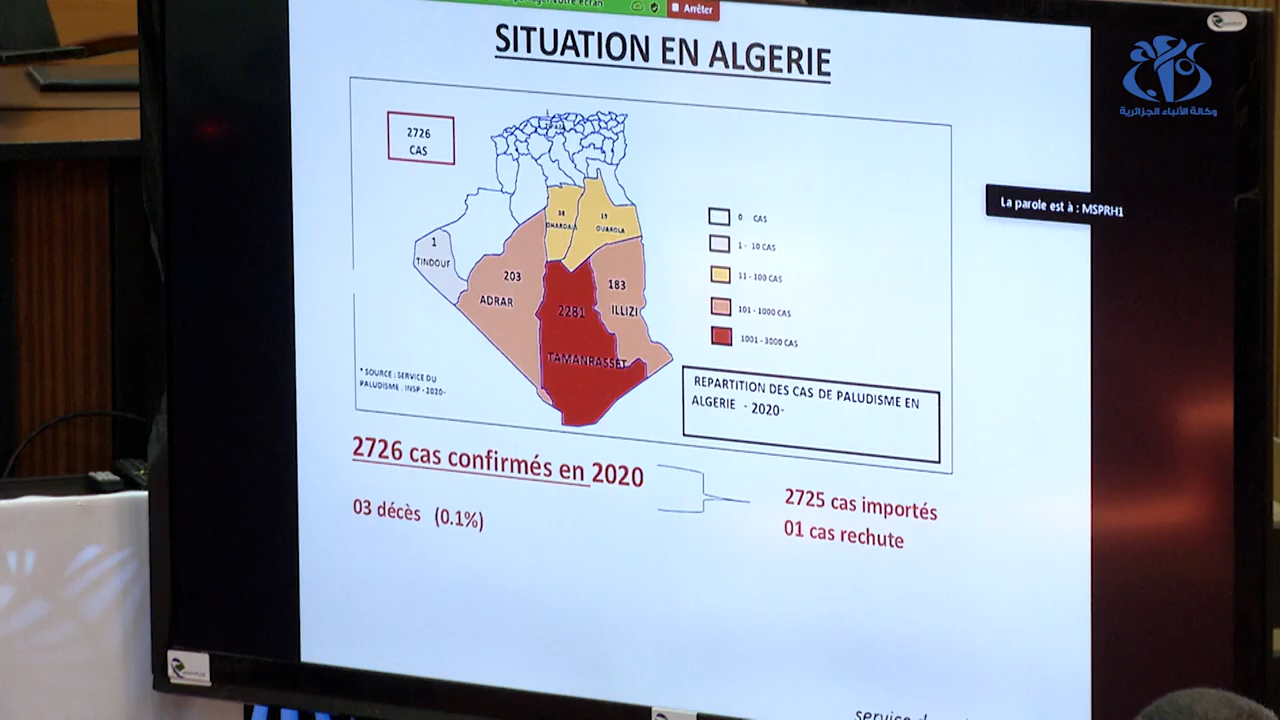 Arrêter
SITUATION EN ALGERIE
وكالة الأنباء الجزائرية
2726
CAS
La parole est à : MSPRH1
0 CAS
1 - 10 CAS
11 - 100 CAS
101 - 1000 CAS
1001 - 3000 CAS
19
OUARGLA
1
TINDOUF
203
ADRAR
183
ILLIZI
2281
TAMANRASSET
* SOURCE : SERVICE DU
PALUDISME . INSP - 2020-
REPARTITION DES CAS DE PALUDISME EN
ALGERIE - 2020-
2726 cas confirmés en 2020
03 décès (0.1%)
2725 cas importés
01 cas rechute